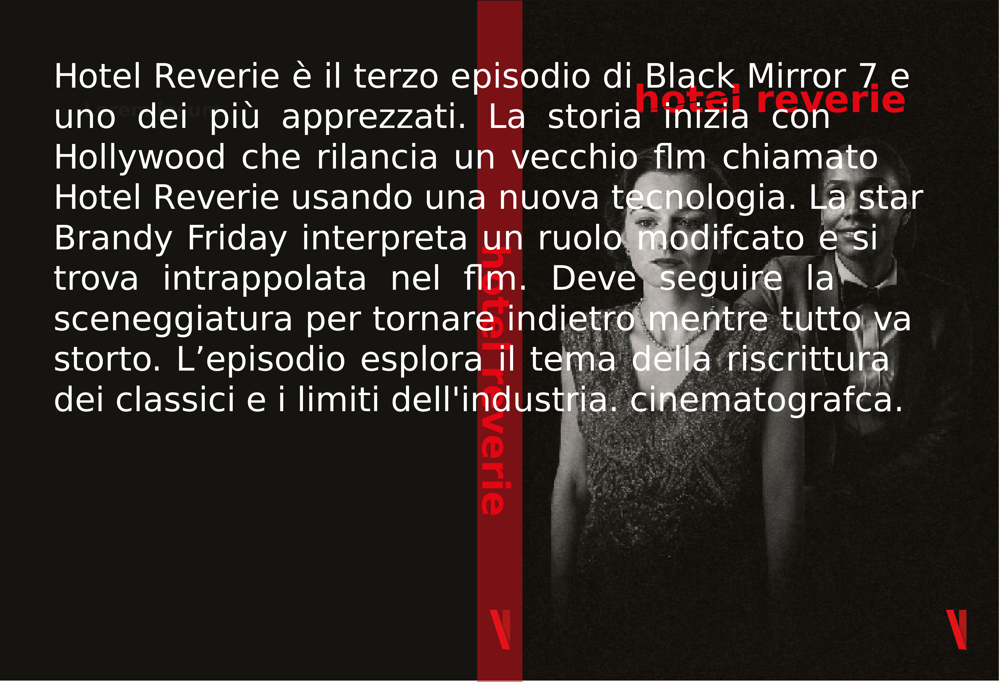 Hotel Reverie è il terzo episodio di Black Mirror 7 e
hotel reverie
Lorem ipsum
uno dei più apprezzati. La storia inizia con
Hollywood che rilancia un vecchio flm chiamato
Hotel Reverie usando una nuova tecnologia. La star
Brandy Friday interpreta un ruolo modifcato e si
trova intrappolata nel flm. Deve seguire la
sceneggiatura per tornare indietro mentre tutto va
storto. L’episodio esplora il tema della riscrittura
dei classici e i limiti dell'industria. cinematografca.
hotel reverie